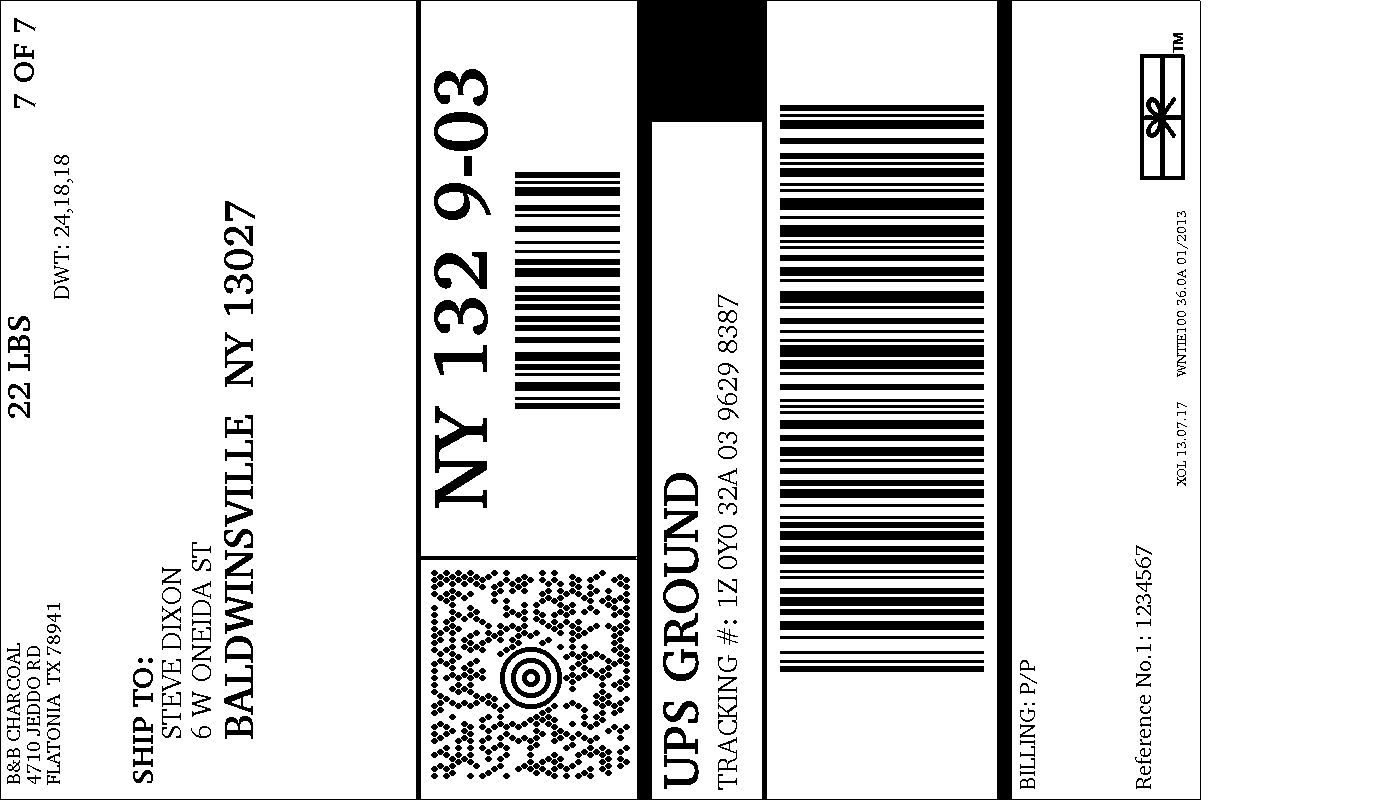 B&B CHARCOAL
4710 JEDDO RD
FLATONIA TX 78941
22 LBS
7 OF 7
DWT: 24,18,18
SHIP TO:
STEVE DIXON
6 W ONEIDA ST
BALDWINSVILLE NY 13027
NY 132 9-03
UPS GROUND
TRACKING #: 1Z 0Y0 32A 03 9629 8387
BILLING: P/P
Reference No.1: 1234567
XOL 13.07.17 WNTIE100 36.0A 01/2013
TM